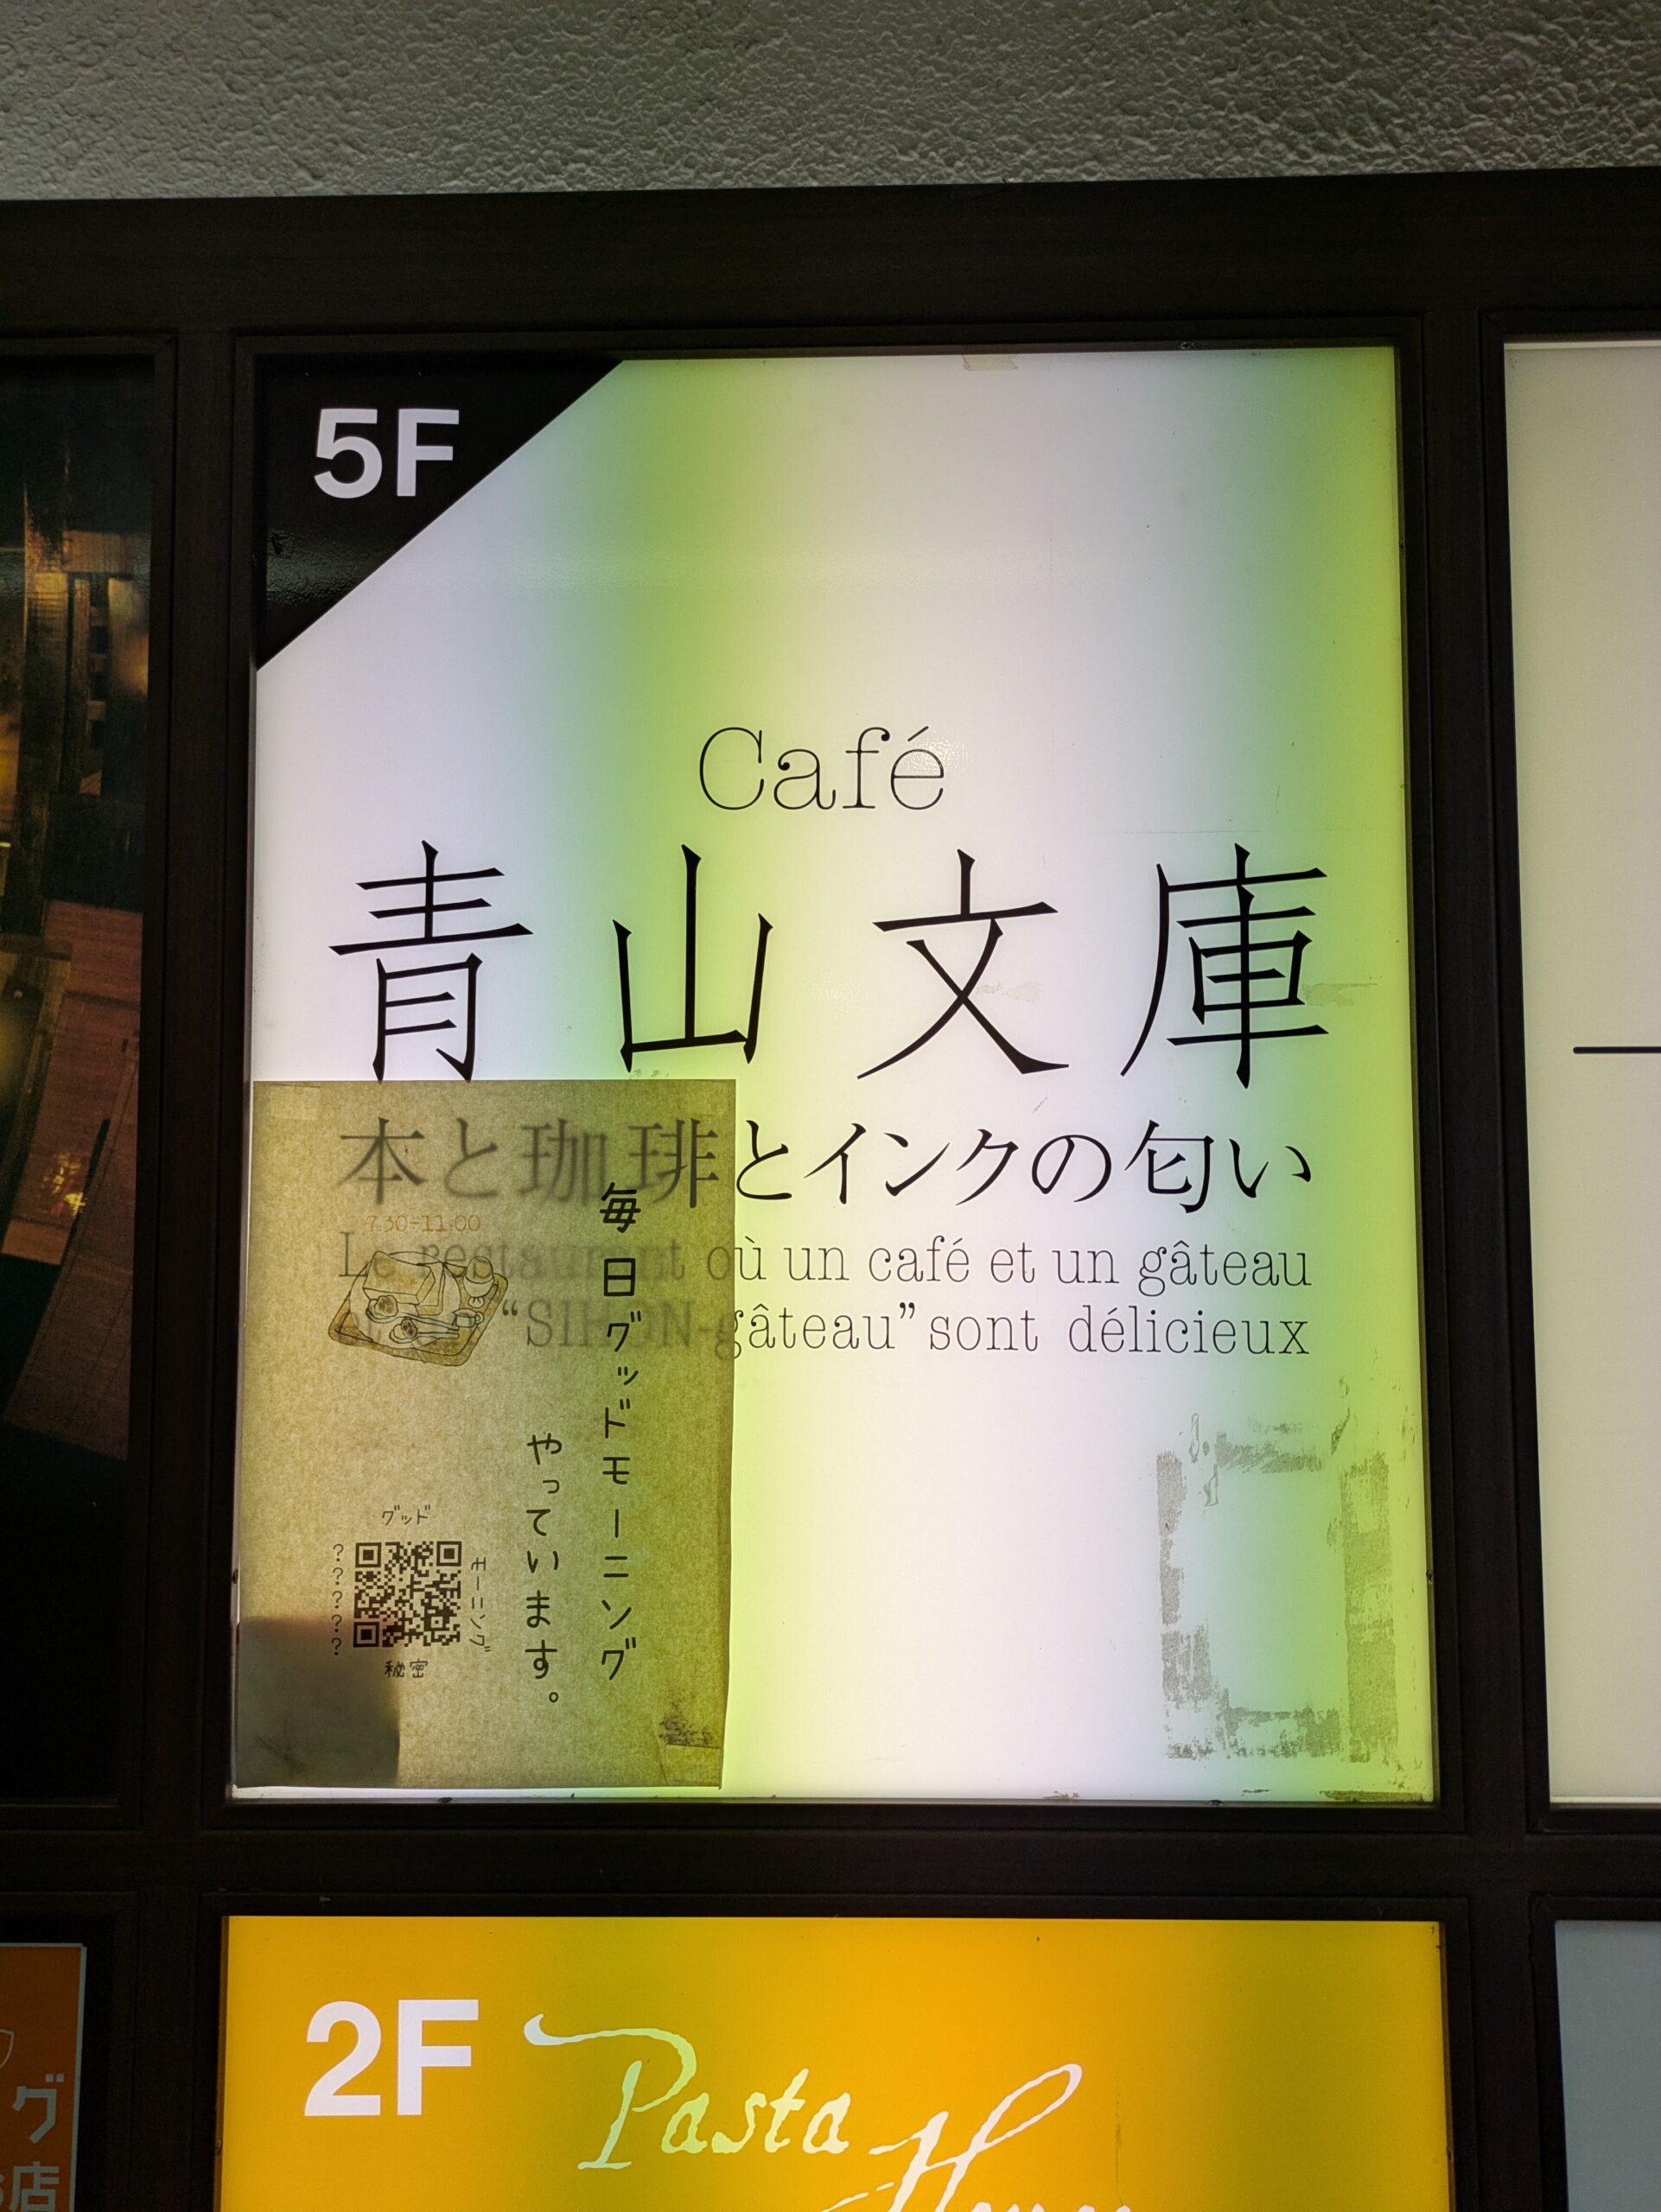 5F
Café
青山文庫
本と珈琲とインクの匂い
Le restaurant où un café et un gâteau
“SIHON-gâteau” sont délicieux
7:30-11:00
毎日グッドモーニング
やっています。
グッド
モーニング
秘密
?????
2F
Pasta
House
グ
店